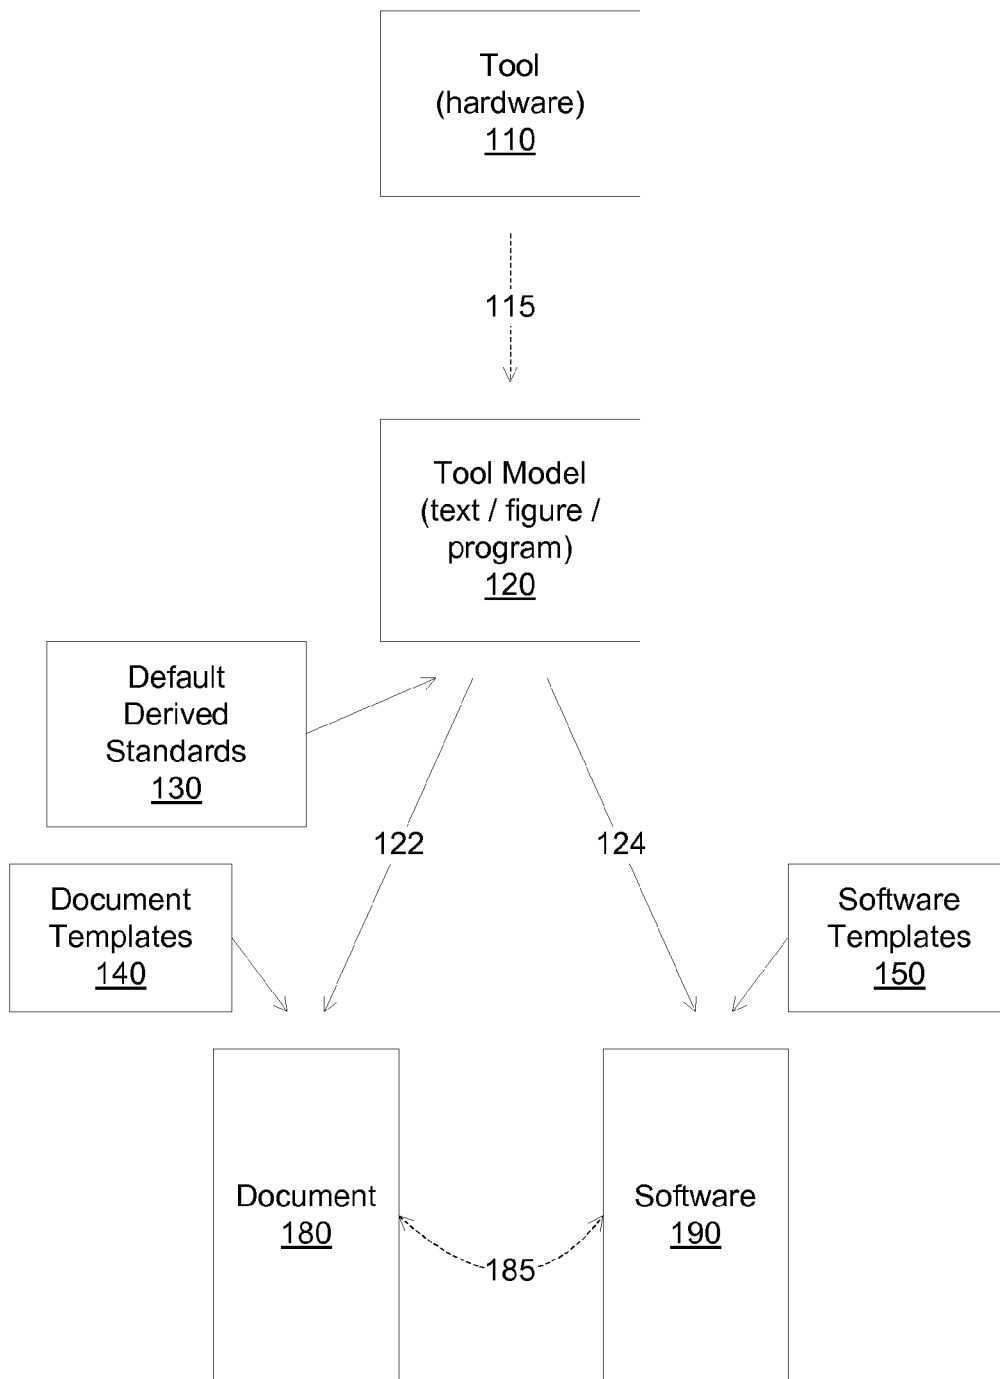 Tool
(hardware)
110
115
Tool Model
(text / figure /
program)
120
Default
Derived
Standards
130
122
124
Document
Templates
140
Software
Templates
150
Document
180
Software
190
185